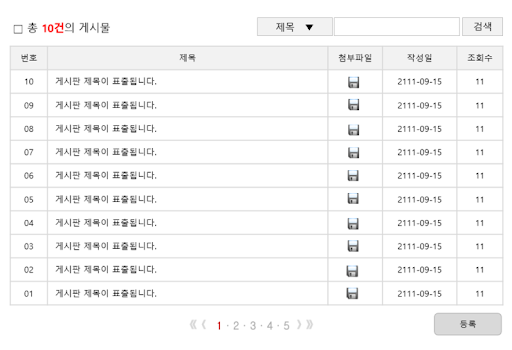 □ 총 10건의 게시물 제목 ▼ 검색
번호 제목 첨부파일 작성일 조회수
10 게시판 제목이 표출됩니다. 2111-09-15 11
09 게시판 제목이 표출됩니다. 2111-09-15 11
08 게시판 제목이 표출됩니다. 2111-09-15 11
07 게시판 제목이 표출됩니다. 2111-09-15 11
06 게시판 제목이 표출됩니다. 2111-09-15 11
05 게시판 제목이 표출됩니다. 2111-09-15 11
04 게시판 제목이 표출됩니다. 2111-09-15 11
03 게시판 제목이 표출됩니다. 2111-09-15 11
02 게시판 제목이 표출됩니다. 2111-09-15 11
01 게시판 제목이 표출됩니다. 2111-09-15 11
《 〈 1 · 2 · 3 · 4 · 5 〉 》 등록